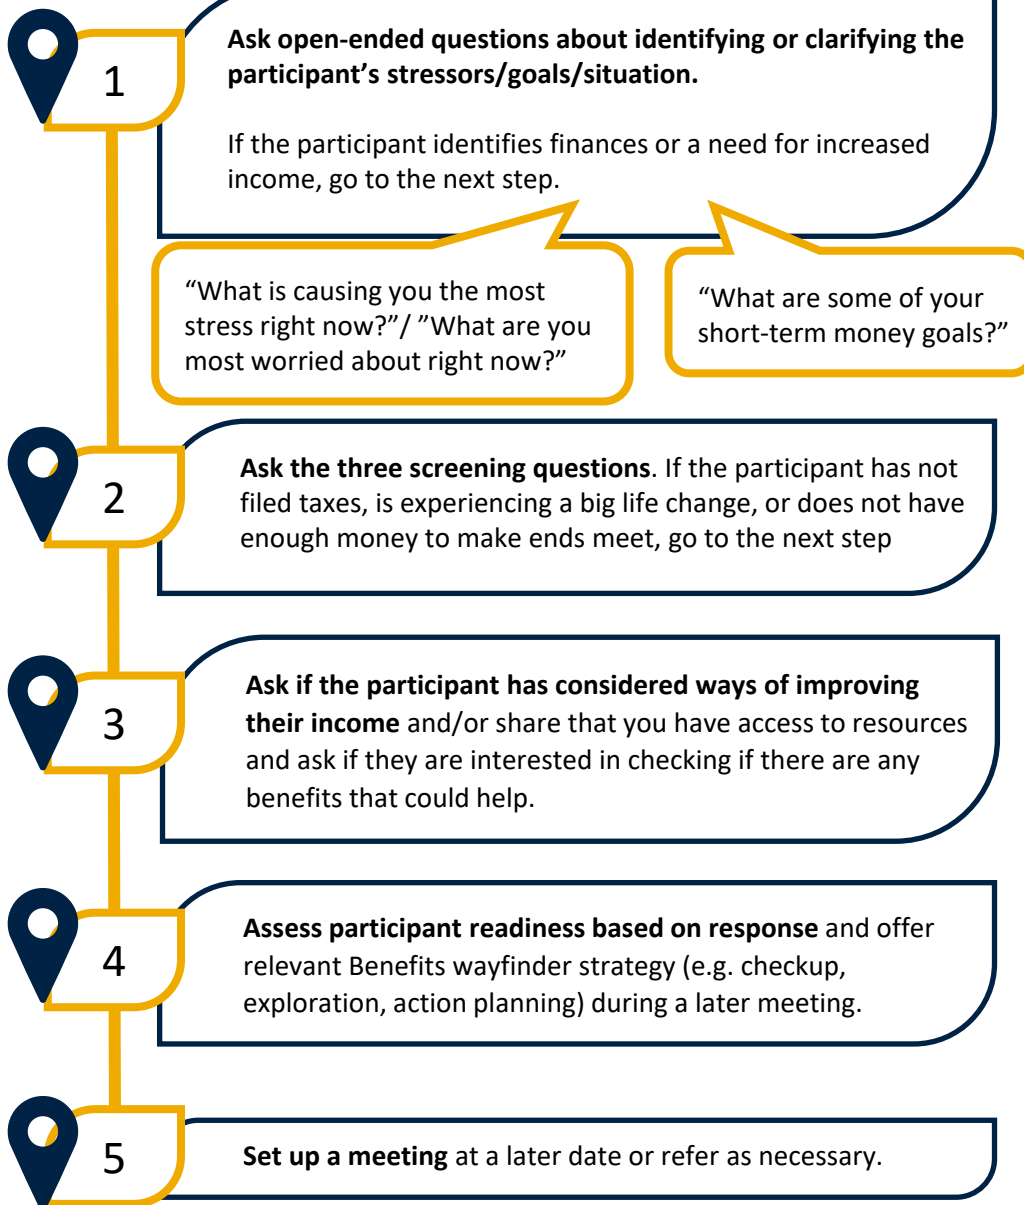 1
Ask open-ended questions about identifying or clarifying the
participant’s stressors/goals/situation.
If the participant identifies finances or a need for increased
income, go to the next step.
“What is causing you the most
stress right now?”/ ”What are you
most worried about right now?”
“What are some of your
short-term money goals?”
2
Ask the three screening questions. If the participant has not
filed taxes, is experiencing a big life change, or does not have
enough money to make ends meet, go to the next step
3
Ask if the participant has considered ways of improving
their income and/or share that you have access to resources
and ask if they are interested in checking if there are any
benefits that could help.
4
Assess participant readiness based on response and offer
relevant Benefits wayfinder strategy (e.g. checkup,
exploration, action planning) during a later meeting.
5
Set up a meeting at a later date or refer as necessary.